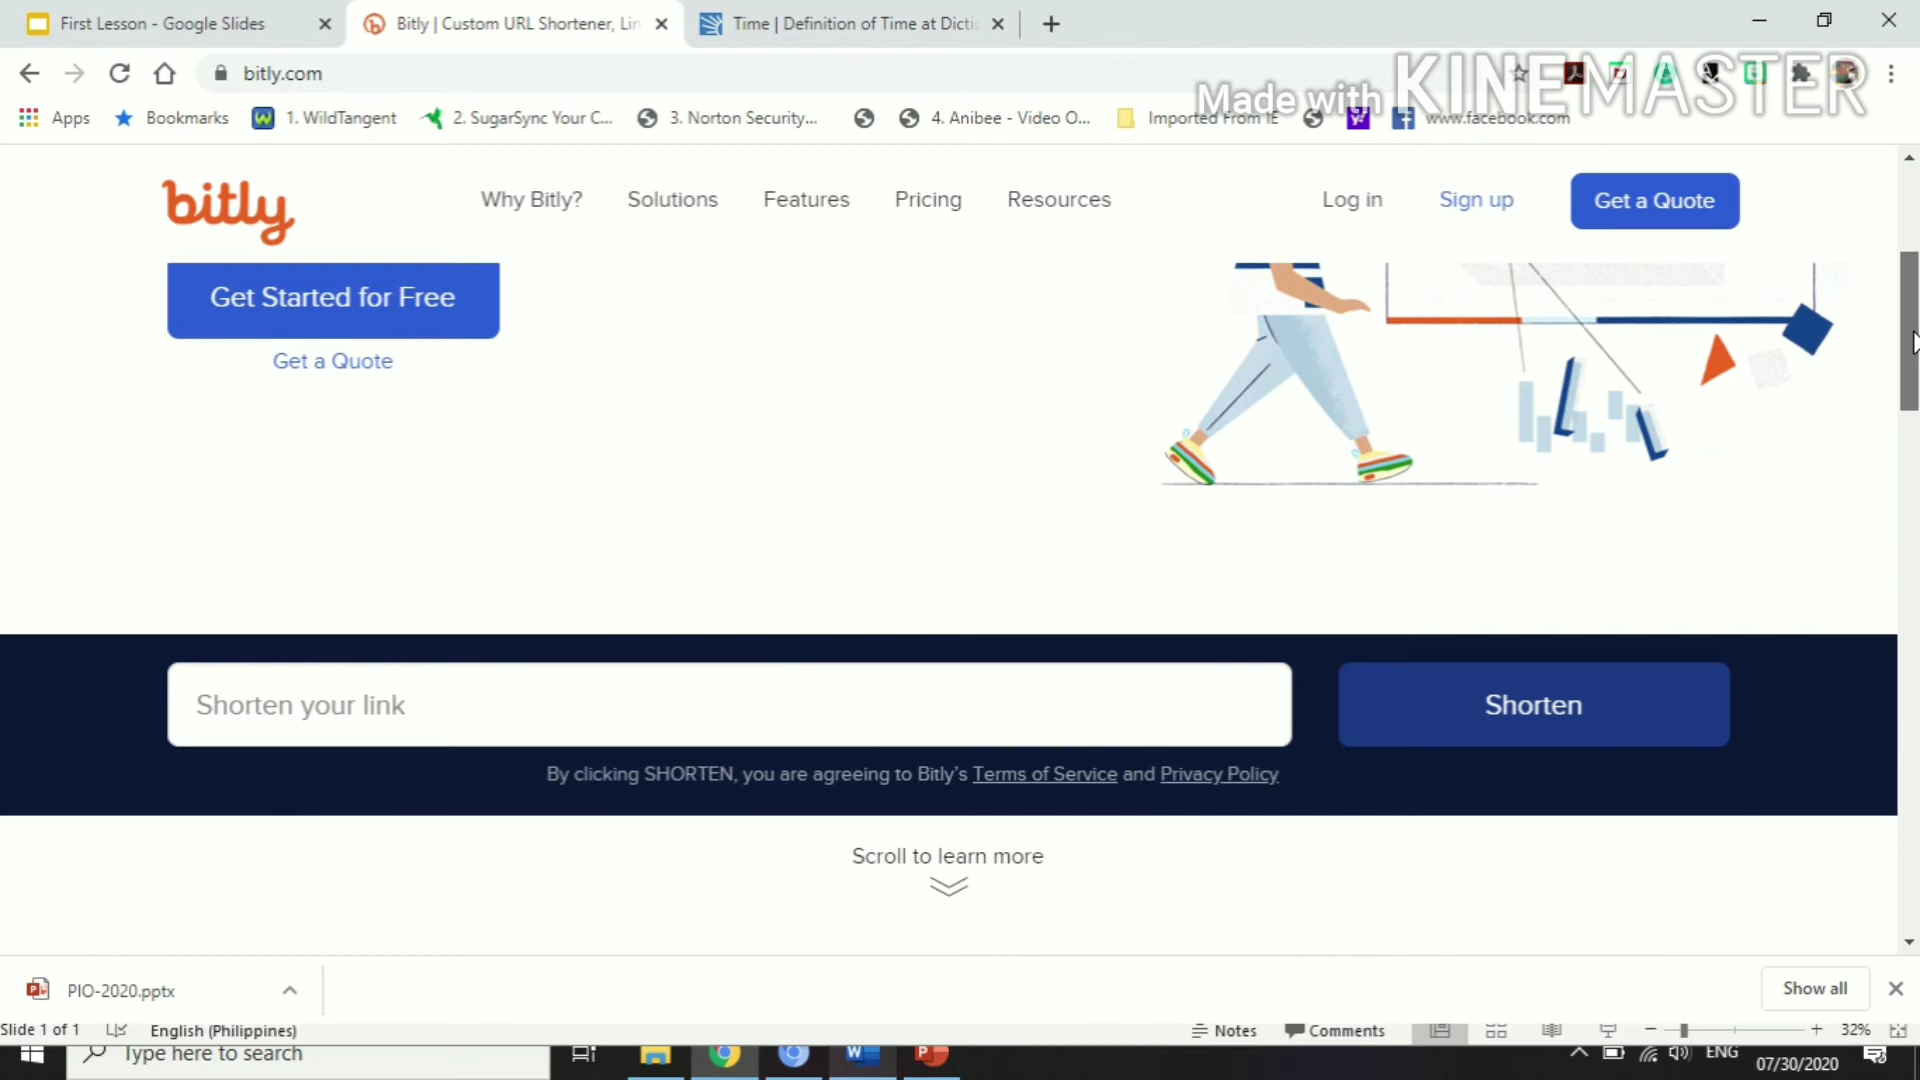 First Lesson - Google Slides
Bitly | Custom URL Shortener, Lin
Time | Definition of Time at Dictio
bitly.com
Made with KINEMASTER
Apps
Bookmarks
1. WildTangent
2. SugarSync Your C...
3. Norton Security...
4. Anibee - Video O...
Imported From IE
www.facebook.com
bitly
Why Bitly?
Solutions
Features
Pricing
Resources
Log in
Sign up
Get a Quote
Get Started for Free
Get a Quote
Shorten your link
Shorten
By clicking SHORTEN, you are agreeing to Bitly's Terms of Service and Privacy Policy
Scroll to learn more
PIO-2020.pptx
Show all
Slide 1 of 1
English (Philippines)
Notes
Comments
32%
Type here to search
ENG
07/30/2020